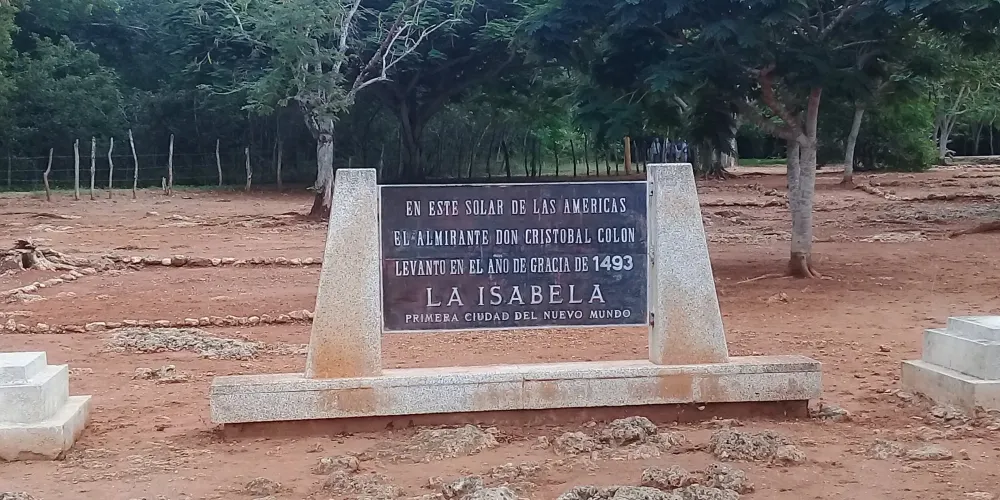 EN ESTE SOLAR DE LAS AMERICAS
EL ALMIRANTE DON CRISTOBAL COLON
LEVANTO EN EL AÑO DE GRACIA DE 1493
LA ISABELA
PRIMERA CIUDAD DEL NUEVO MUNDO